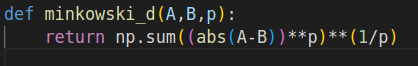 def minkowski_d(A,B,p):
    return np.sum((abs(A-B))**p)**(1/p)